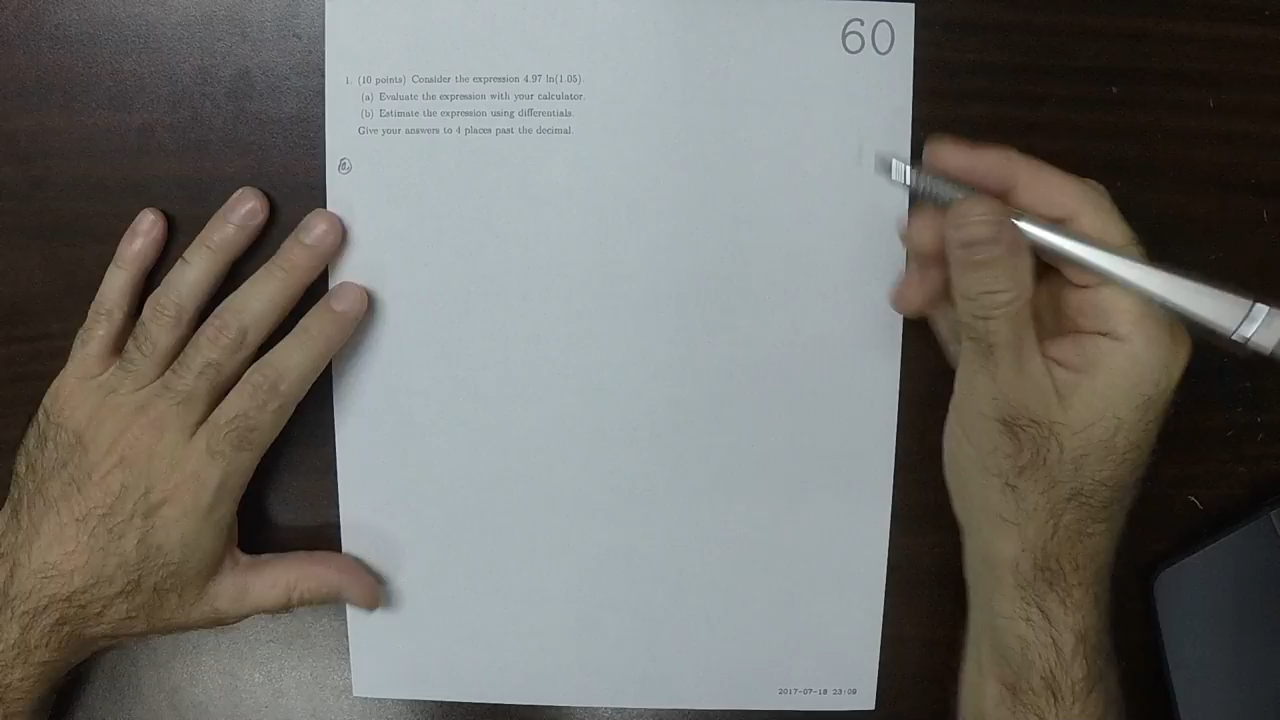 60
1. (10 points) Consider the expression 4.97 ln(1.05).
(a) Evaluate the expression with your calculator.
(b) Estimate the expression using differentials.
Give your answers to 4 places past the decimal.
a.
2017-07-18 23:09